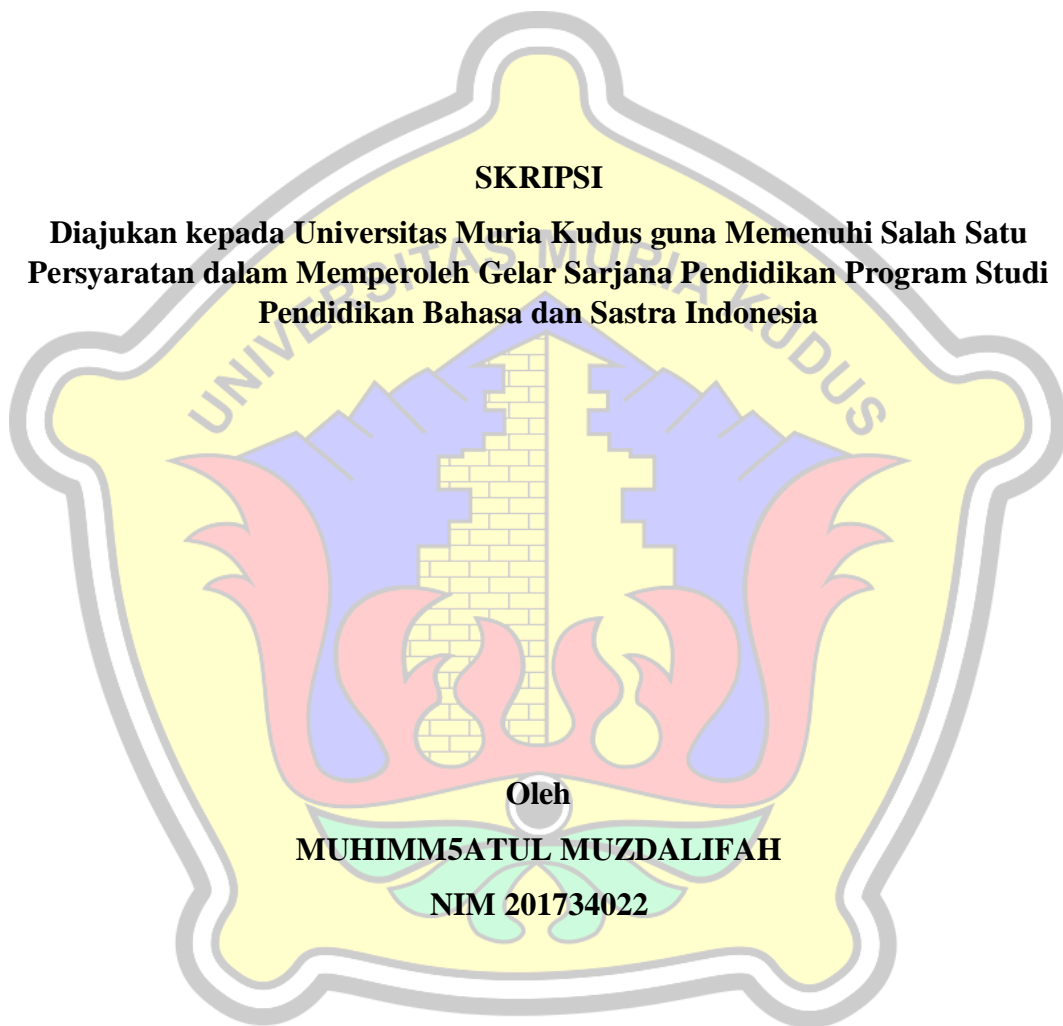 SKRIPSI
Diajukan kepada Universitas Muria Kudus guna Memenuhi Salah Satu
Persyaratan dalam Memperoleh Gelar Sarjana Pendidikan Program Studi
Pendidikan Bahasa dan Sastra Indonesia
UNIVERSITAS MURIA KUDUS
Oleh
MUHIMM5ATUL MUZDALIFAH
NIM 201734022